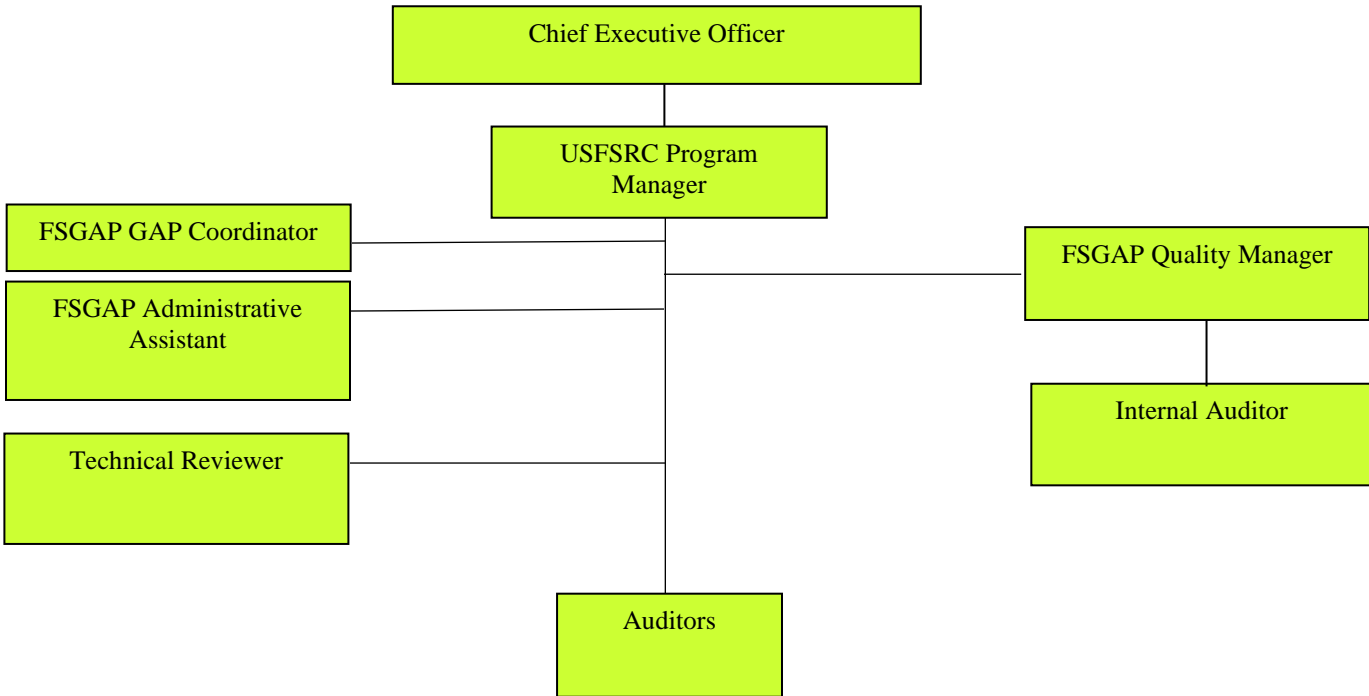 Chief Executive Officer
USFSRC Program
Manager
FSGAP GAP Coordinator
FSGAP Quality Manager
FSGAP Administrative
Assistant
Internal Auditor
Technical Reviewer
Auditors